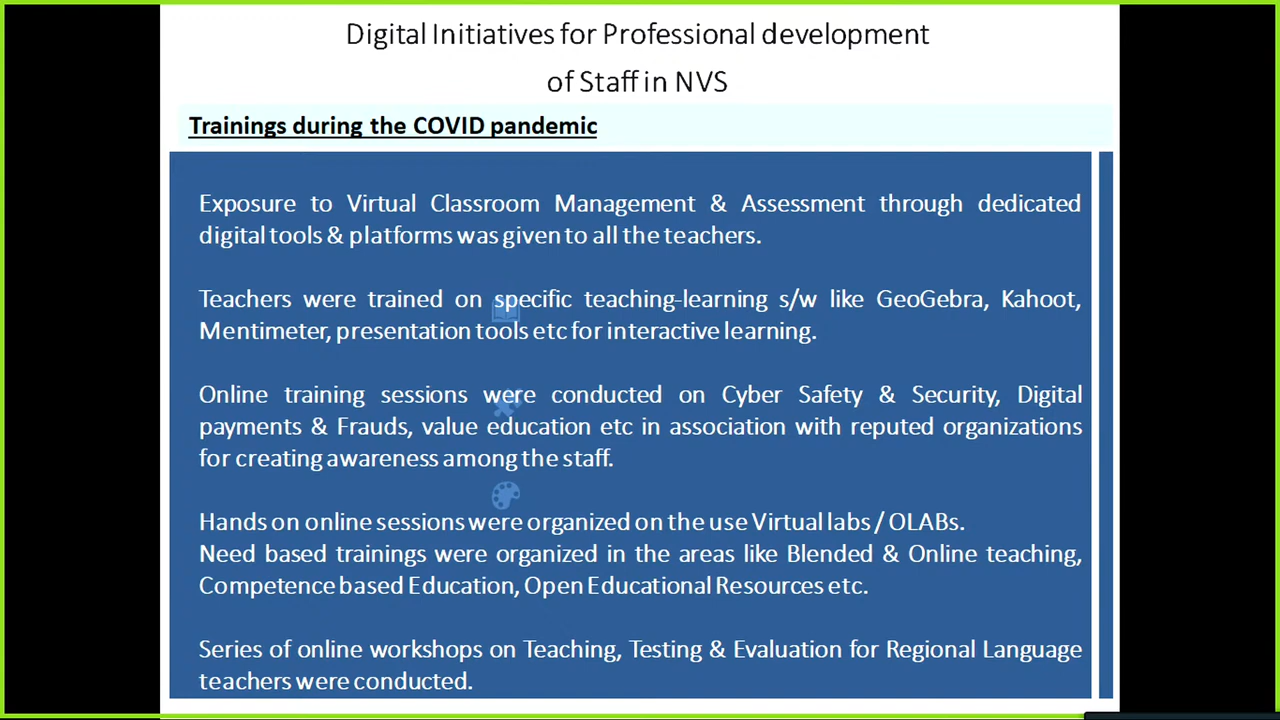 Digital Initiatives for Professional development
of Staff in NVS
Trainings during the COVID pandemic
Exposure to Virtual Classroom Management & Assessment through dedicated
digital tools & platforms was given to all the teachers.
Teachers were trained on specific teaching-learning s/w like GeoGebra, Kahoot,
Mentimeter, presentation tools etc for interactive learning.
Online training sessions were conducted on Cyber Safety & Security, Digital
payments & Frauds, value education etc in association with reputed organizations
for creating awareness among the staff.
Hands on online sessions were organized on the use Virtual labs / OLABs.
Need based trainings were organized in the areas like Blended & Online teaching,
Competence based Education, Open Educational Resources etc.
Series of online workshops on Teaching, Testing & Evaluation for Regional Language
teachers were conducted.